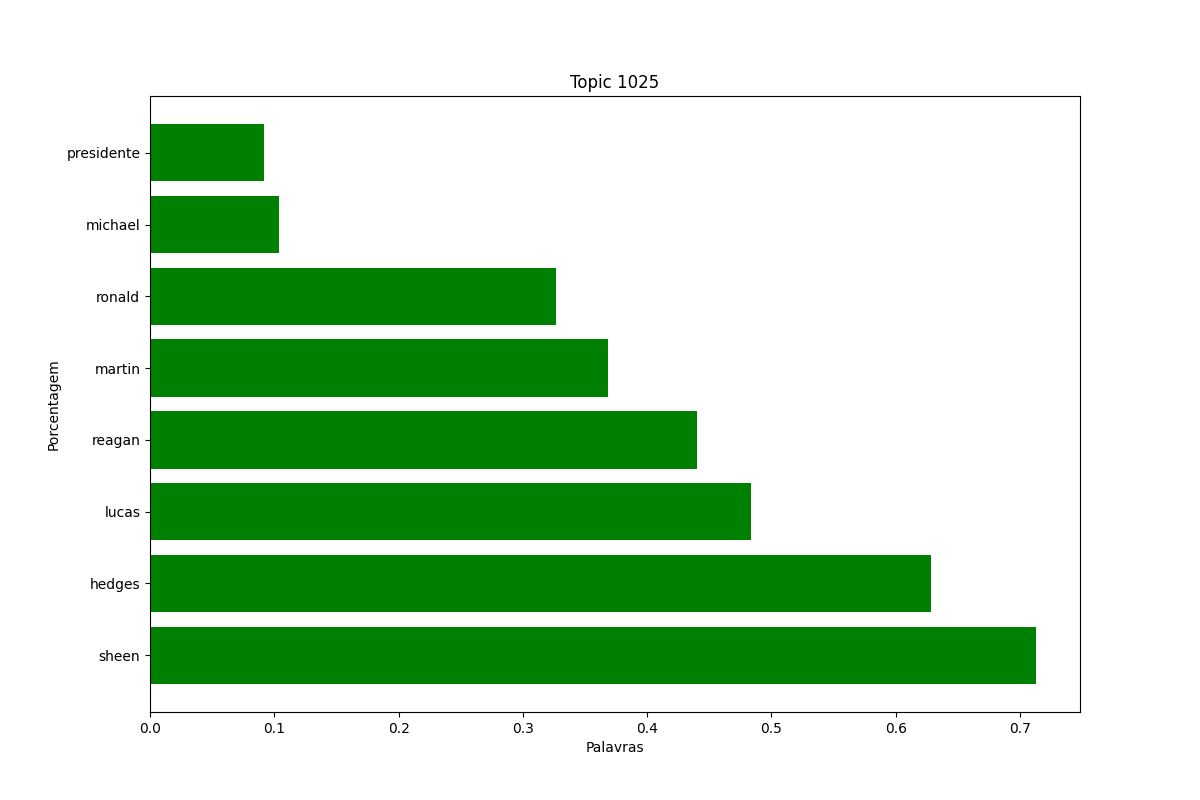 Topic 1025
presidente
michael
ronald
martin
reagan
lucas
hedges
sheen
Porcentagem
0.0 0.1 0.2 0.3 0.4 0.5 0.6 0.7
Palavras